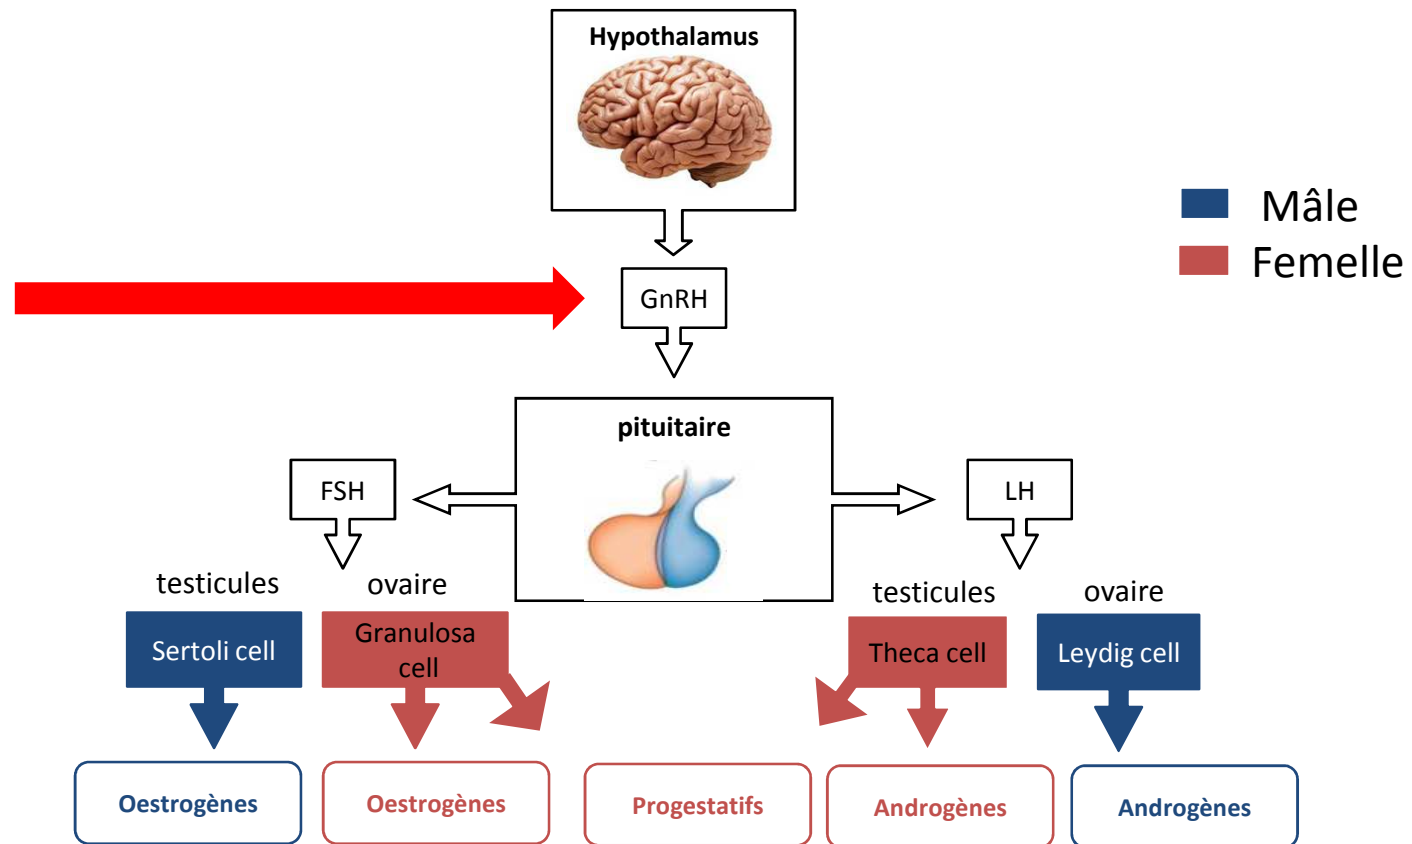 Hypothalamus
Mâle
Femelle
GnRH
pituitaire
FSH
LH
testicules
ovaire
testicules
ovaire
Sertoli cell
Granulosa
cell
Theca cell
Leydig cell
Oestrogènes
Oestrogènes
Progestatifs
Androgènes
Androgènes